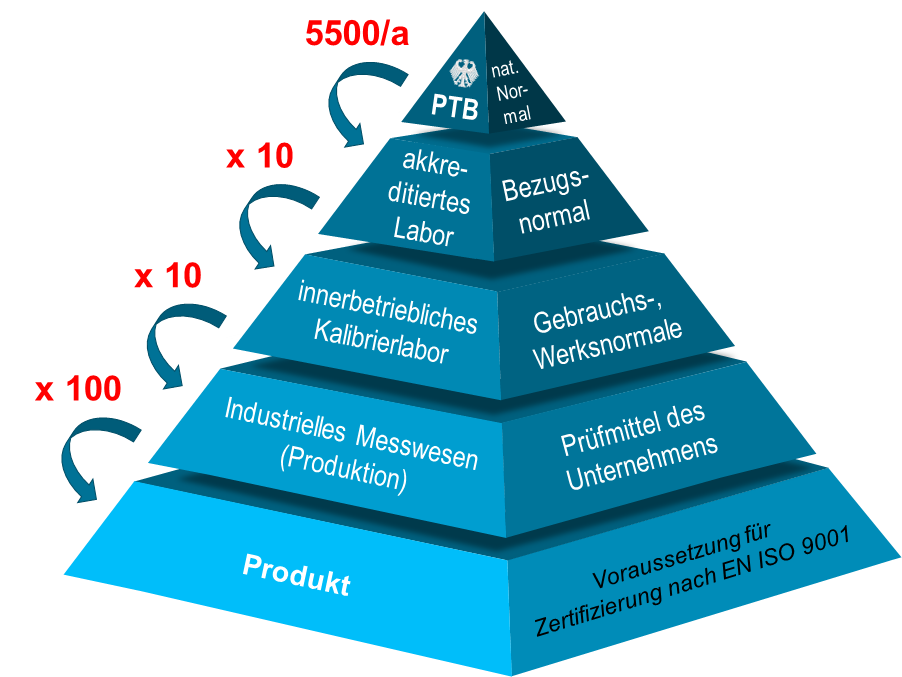 5500/a
PTB
nat.
Nor-
mal
x 10
akkre-
ditiertes
Labor
Bezugs-
normal
x 10
innerbetriebliches
Kalibrierlabor
Gebrauchs-,
Werksnormale
x 100
Industrielles Messwesen
(Produktion)
Prüfmittel des
Unternehmens
Produkt
Voraussetzung für
Zertifizierung nach EN ISO 9001